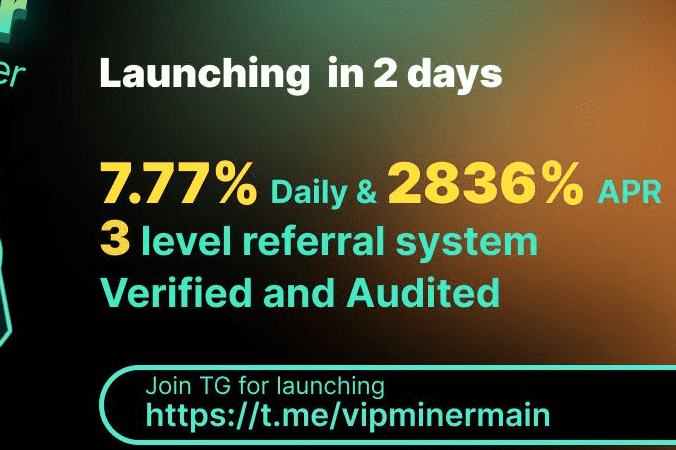 er
Launching in 2 days
7.77% Daily & 2836% APR
3 level referral system
Verified and Audited
Join TG for launching
https://t.me/vipminermain